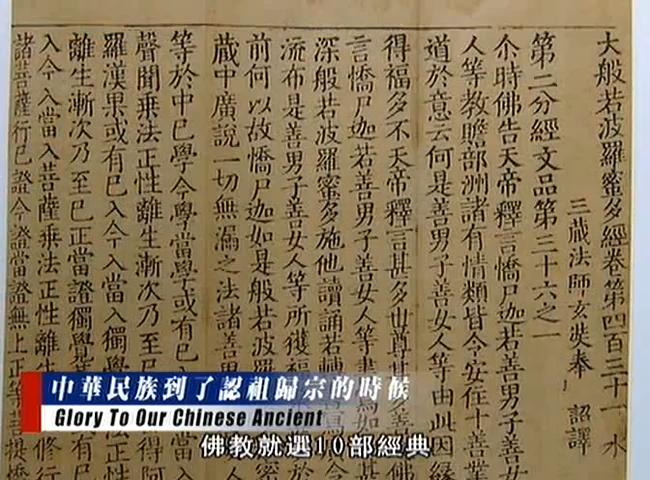 大般若波羅蜜多經卷第四百三十一 水
三藏法師玄奘奉 詔譯
第二分經文品第三十六之一
尒時佛告天帝釋言憍尸迦若善男子善女
人等教贍部洲諸有情類皆令安住十善業
道於意云何是善男子善女人等由此因緣
得福多不天帝釋言甚多世尊
言憍尸迦若善男子善女人等書寫如
深般若波羅蜜多施他讀誦若轉
流布是善男子善女人等所獲福
前何以故憍尸迦如是般若波羅
藏中廣說一切無漏之法諸善男
等於中已學今學當學或有已入
聲聞乘法正性離生漸次乃至已
羅漢果或有已入今入當入獨覺
離生漸次乃至已正當證獨覺
入今入當入菩薩乘法正性離生
諸菩薩行已證今證當證無上正等菩提
中華民族到了認祖歸宗的時候
Glory To Our Chinese Ancient
佛教就選10部經典